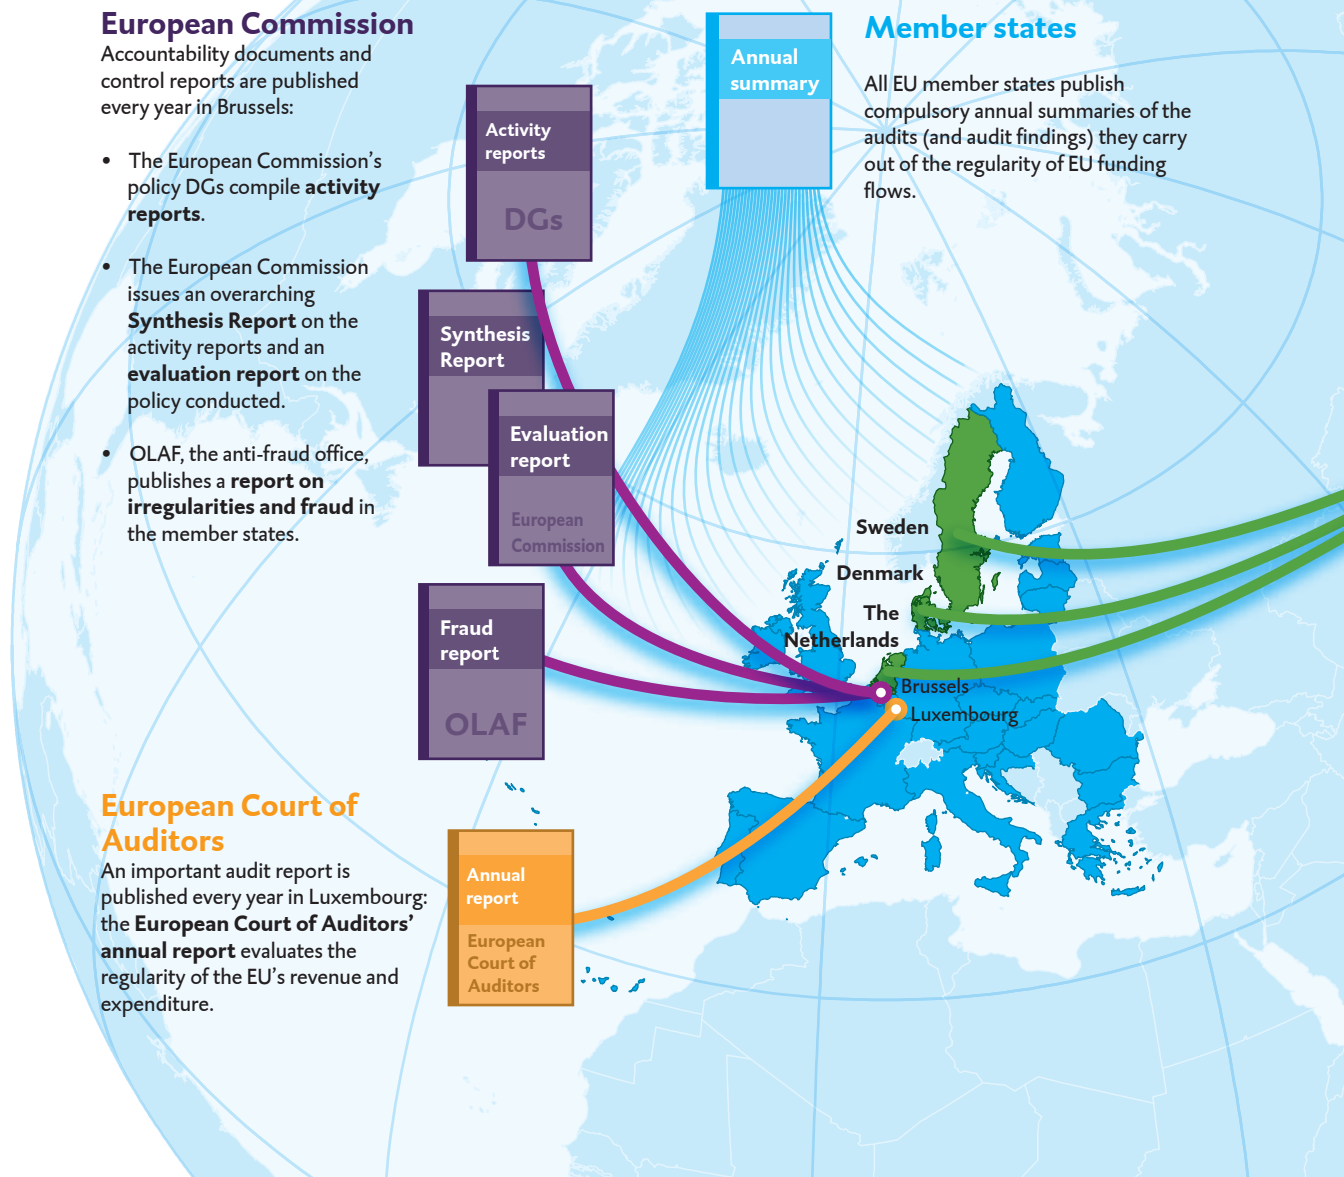 European Commission
Accountability documents and
control reports are published
every year in Brussels:
• The European Commission’s
policy DGs compile activity
reports.
• The European Commission
issues an overarching
Synthesis Report on the
activity reports and an
evaluation report on the
policy conducted.
• OLAF, the anti-fraud office,
publishes a report on
irregularities and fraud in
the member states.
Activity
reports
DGs
Synthesis
Report
Evaluation
report
European
Commission
Fraud
report
OLAF
Annual
summary
Member states
All EU member states publish
compulsory annual summaries of the
audits (and audit findings) they carry
out of the regularity of EU funding
flows.
Sweden
Denmark
The
Netherlands
Brussels
Luxembourg
European Court of
Auditors
An important audit report is
published every year in Luxembourg:
the European Court of Auditors’
annual report evaluates the
regularity of the EU’s revenue and
expenditure.
Annual
report
European
Court of
Auditors